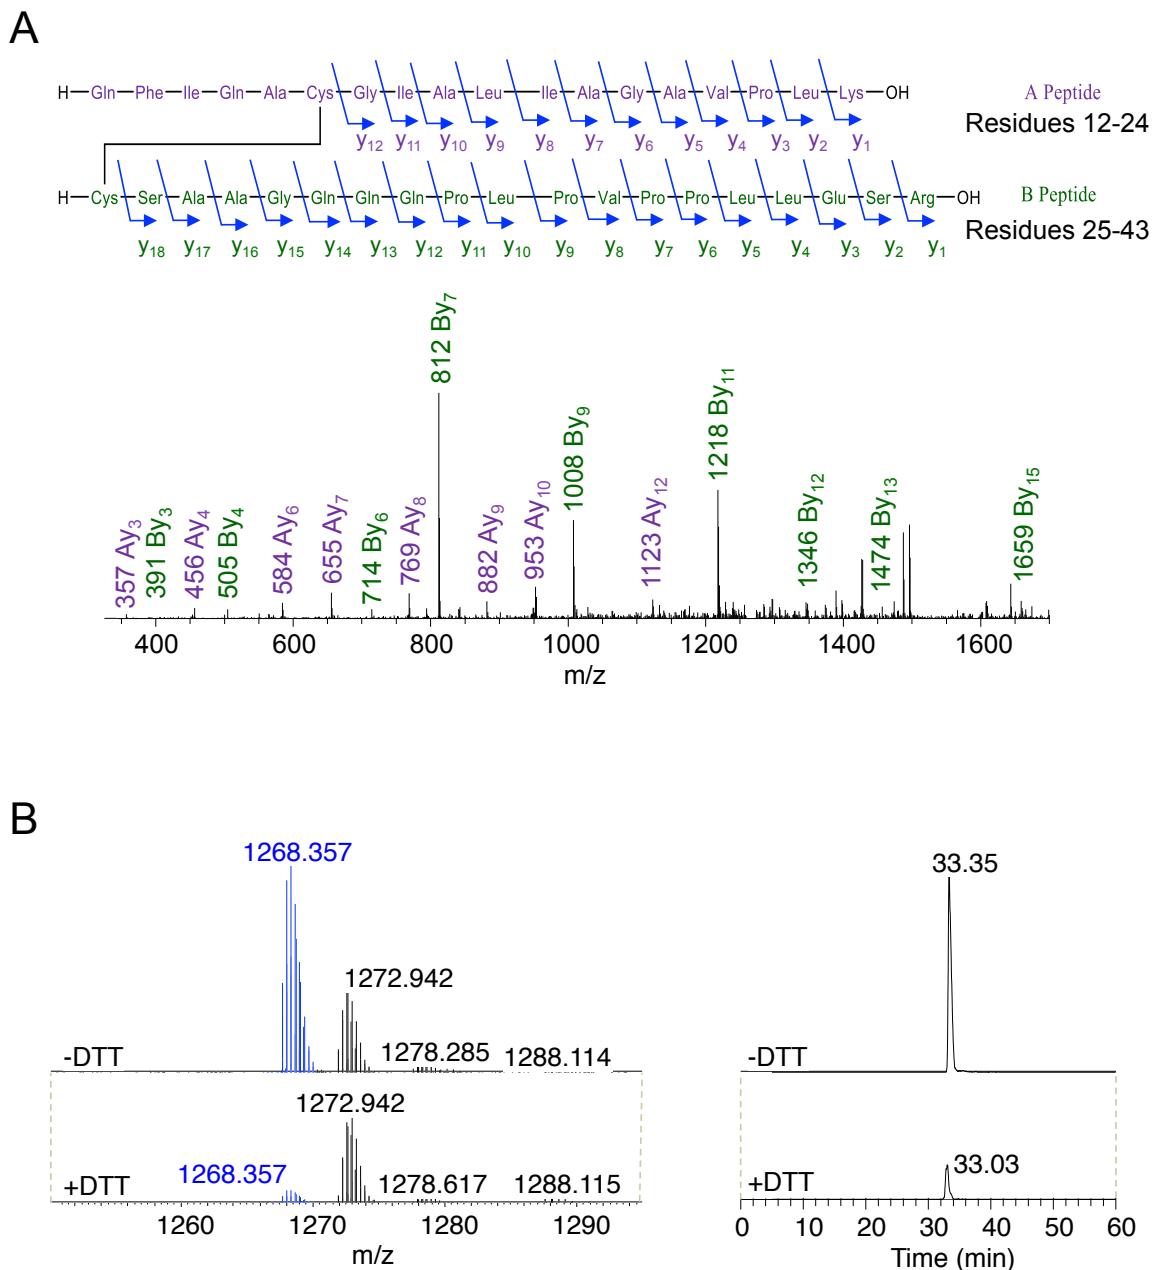 A
H Gln Phe Ile Gln Ala Cys Gly Ile Ala Leu Ile Ala Gly Ala Val Pro Leu Lys OH
A Peptide
Residues 12-24
y12 y11 y10 y9 y8 y7 y6 y5 y4 y3 y2 y1
H Cys Ser Ala Ala Gly Gln Gln Gln Pro Leu Pro Val Pro Pro Leu Leu Glu Ser Arg OH
B Peptide
Residues 25-43
y18 y17 y16 y15 y14 y13 y12 y11 y10 y9 y8 y7 y6 y5 y4 y3 y2 y1
357 Ay3
391 By3
456 Ay4
505 By4
584 Ay6
655 Ay7
714 By6
769 Ay8
812 By7
882 Ay9
953 Ay10
1008 By9
1123 Ay12
1218 By11
1346 By12
1474 By13
1659 By15
400 600 800 1000 1200 1400 1600
m/z
B
1268.357
1272.942
1278.285
1288.114
-DTT
1272.942
1268.357
1278.617
1288.115
+DTT
1260 1270 1280 1290
m/z
33.35
-DTT
33.03
+DTT
0 10 20 30 40 50 60
Time (min)